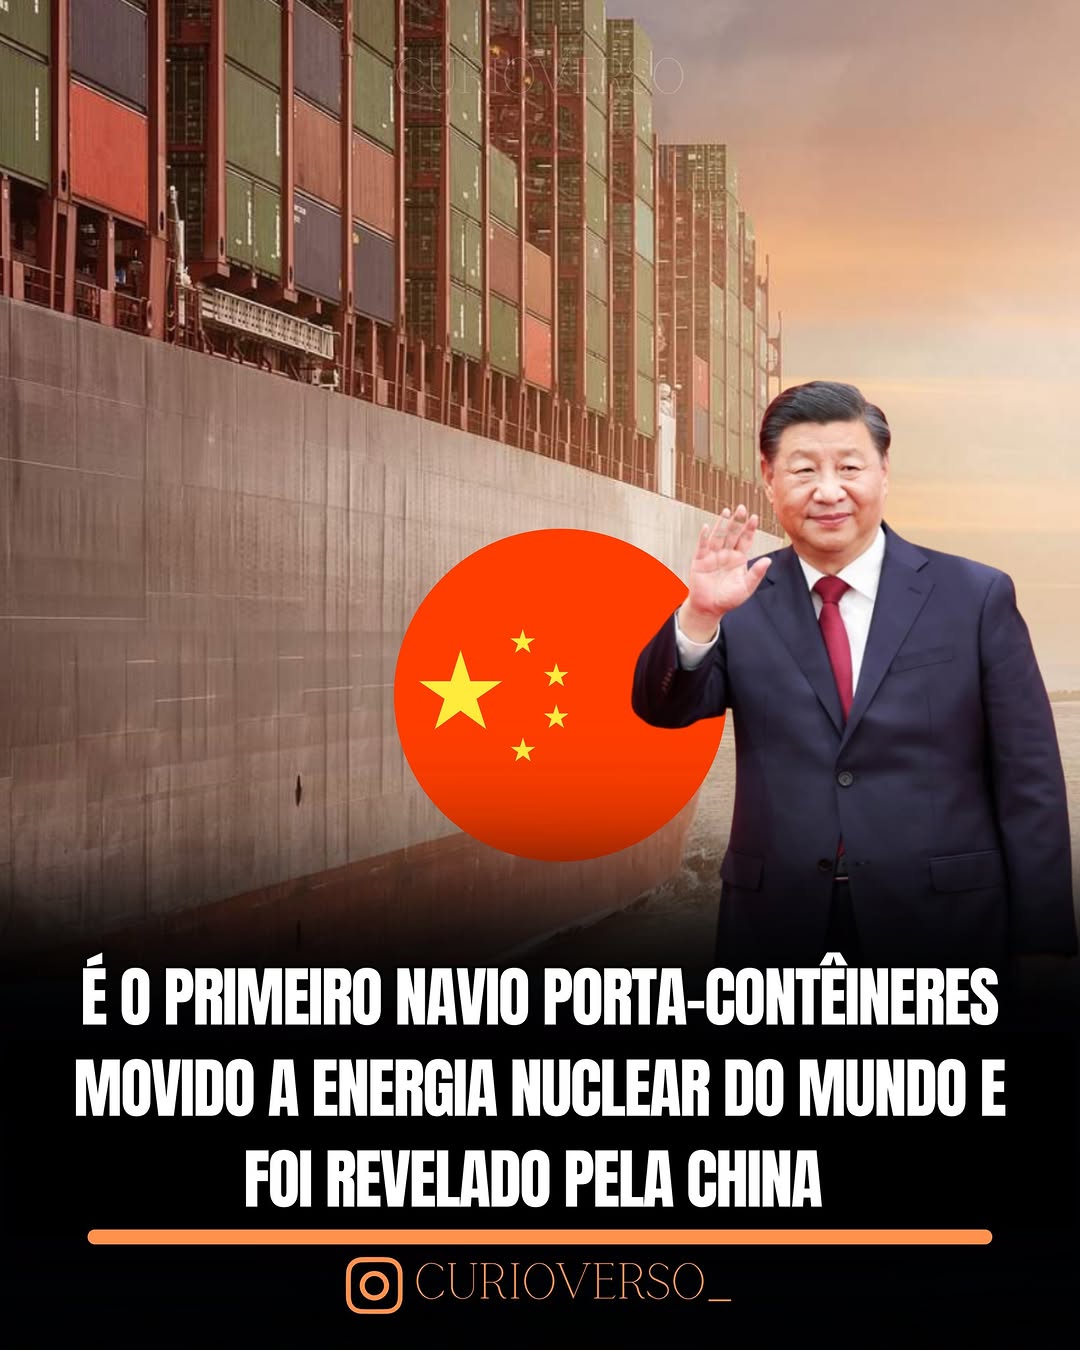 CURIOVERSO
É O PRIMEIRO NAVIO PORTA-CONTÊINERES
MOVIDO A ENERGIA NUCLEAR DO MUNDO E
FOI REVELADO PELA CHINA
CURIOVERSO_